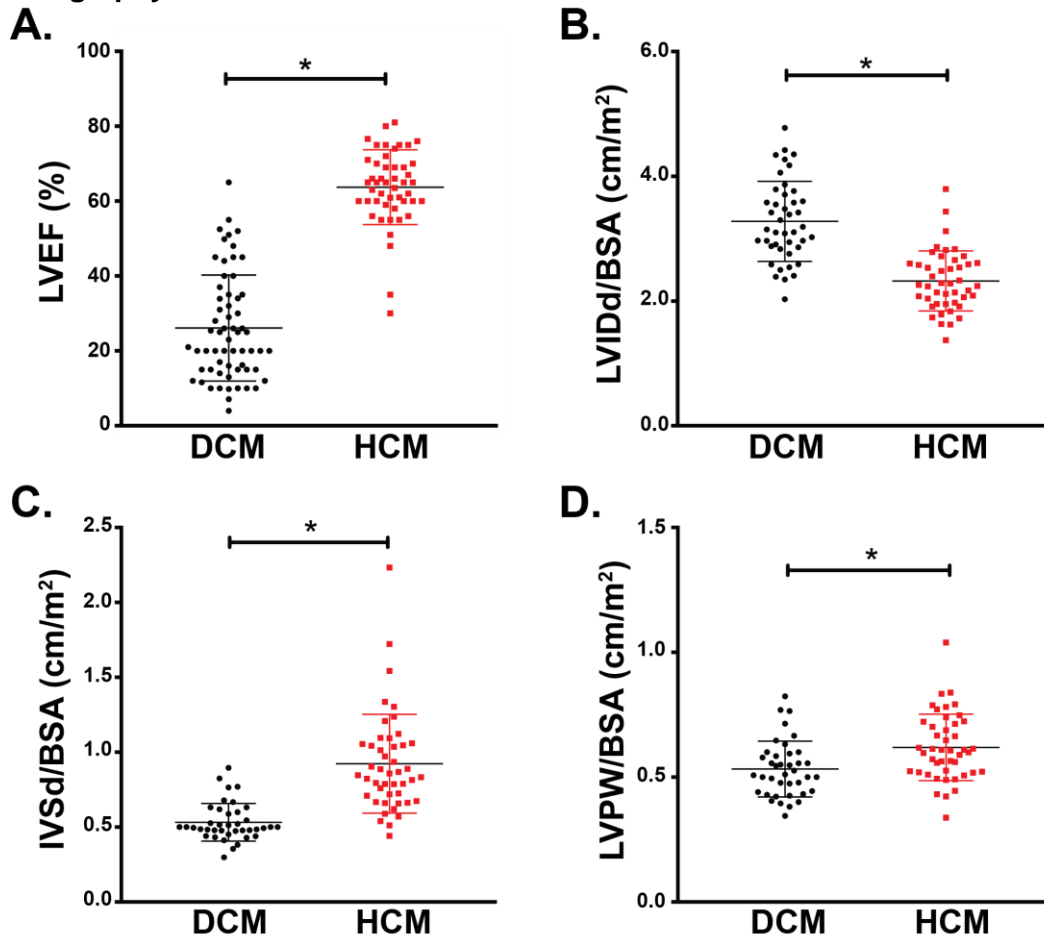 A.
LVEF (%)
100
80
60
40
20
0
*
DCM HCM
B.
LVIDd/BSA (cm/m²)
6.0
4.0
2.0
0.0
*
DCM HCM
C.
IVSd/BSA (cm/m²)
2.5
2.0
1.5
1.0
0.5
0.0
*
DCM HCM
D.
LVPW/BSA (cm/m²)
1.5
1.0
0.5
0.0
*
DCM HCM